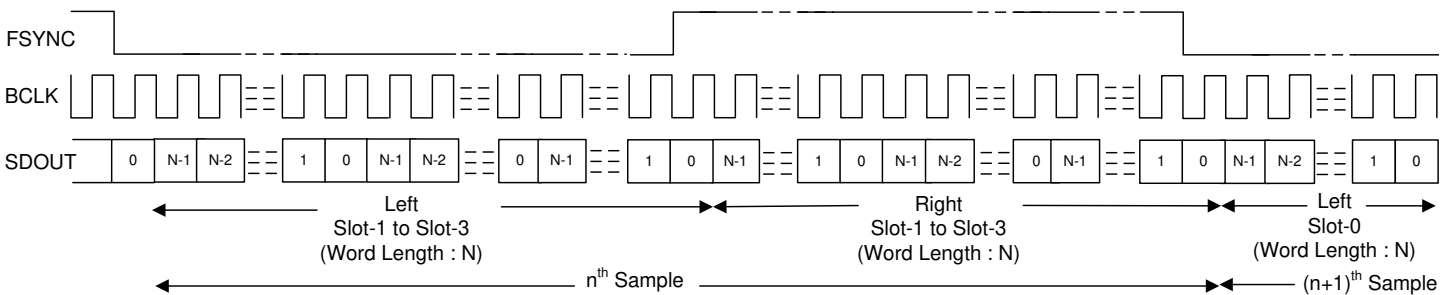 FSYNC
BCLK
SDOUT 0 N-1 N-2 1 0 N-1 N-2 0 N-1 1 0 N-1 1 0 N-1 N-2 0 N-1 1 0 N-1 N-2 1 0
Left Right Left
Slot-1 to Slot-3 Slot-1 to Slot-3 Slot-0
(Word Length : N) (Word Length : N) (Word Length : N)
nth Sample (n+1)th Sample